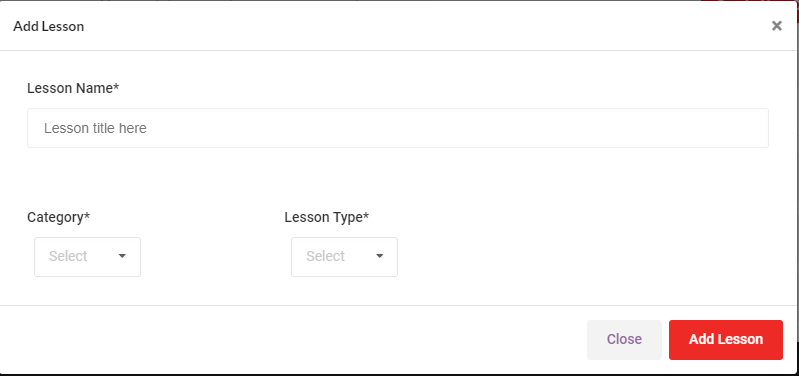 Add Lesson ×
Lesson Name*
Lesson title here
Category* Lesson Type*
Select Select
Close Add Lesson